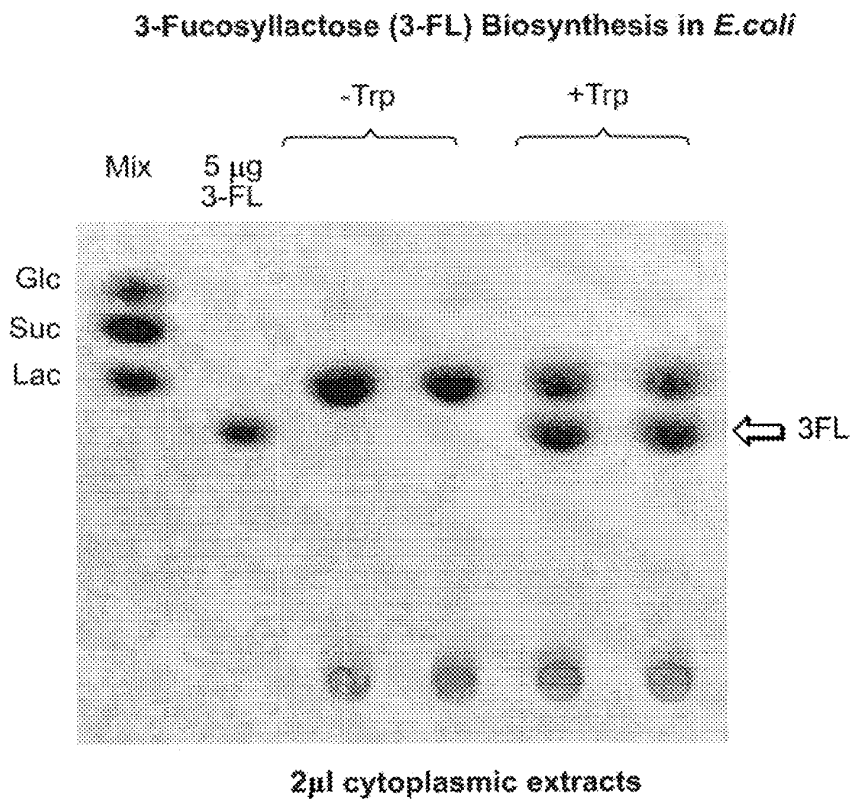 3-Fucosyllactose (3-FL) Biosynthesis in E.coli
-Trp
+Trp
Mix
5 µg
3-FL
Glc
Suc
Lac
3FL
2µl cytoplasmic extracts